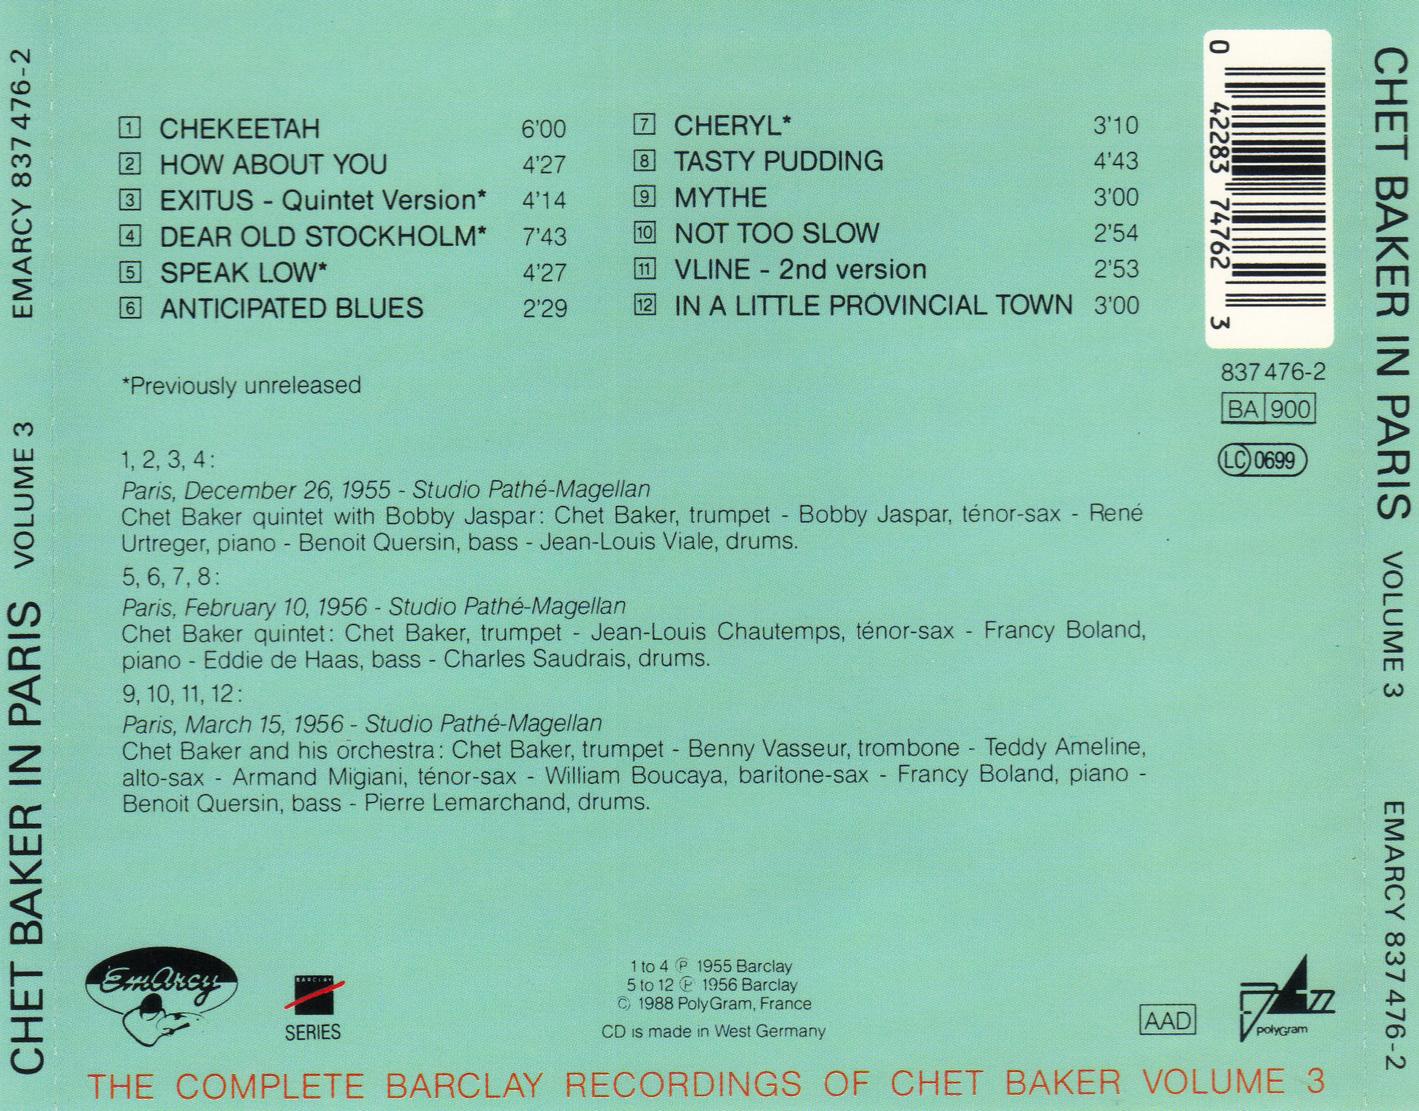 CHET BAKER IN PARIS VOLUME 3 EMARCY 837 476-2
1 CHEKEETAH 6'00
2 HOW ABOUT YOU 4'27
3 EXITUS - Quintet Version* 4'14
4 DEAR OLD STOCKHOLM* 7'43
5 SPEAK LOW* 4'27
6 ANTICIPATED BLUES 2'29
7 CHERYL* 3'10
8 TASTY PUDDING 4'43
9 MYTHE 3'00
10 NOT TOO SLOW 2'54
11 VLINE - 2nd version 2'53
12 IN A LITTLE PROVINCIAL TOWN 3'00
*Previously unreleased
1, 2, 3, 4:
Paris, December 26, 1955 - Studio Pathé-Magellan
Chet Baker quintet with Bobby Jaspar: Chet Baker, trumpet - Bobby Jaspar, ténor-sax - René
Urtreger, piano - Benoit Quersin, bass - Jean-Louis Viale, drums.
5, 6, 7, 8:
Paris, February 10, 1956 - Studio Pathé-Magellan
Chet Baker quintet: Chet Baker, trumpet - Jean-Louis Chautemps, ténor-sax - Francy Boland,
piano - Eddie de Haas, bass - Charles Saudrais, drums.
9, 10, 11, 12:
Paris, March 15, 1956 - Studio Pathé-Magellan
Chet Baker and his orchestra: Chet Baker, trumpet - Benny Vasseur, trombone - Teddy Ameline,
alto-sax - Armand Migiani, ténor-sax - William Boucaya, baritone-sax - Francy Boland, piano -
Benoit Quersin, bass - Pierre Lemarchand, drums.
0 42283 74762 3
837 476-2
BA 900
LC 0699
EmArcy
BARCLAY
SERIES
1 to 4 Ⓟ 1955 Barclay
5 to 12 Ⓟ 1956 Barclay
© 1988 PolyGram, France
CD is made in West Germany
AAD
JAZZ
polyGram
THE COMPLETE BARCLAY RECORDINGS OF CHET BAKER VOLUME 3
CHET BAKER IN PARIS VOLUME 3 EMARCY 837 476-2